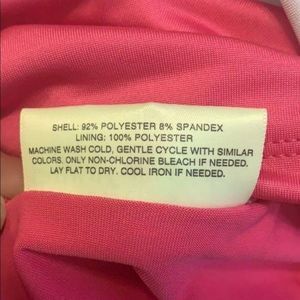 SHELL: 92% POLYESTER 8% SPANDEX
LINING: 100% POLYESTER
MACHINE WASH COLD, GENTLE CYCLE WITH SIMILAR
COLORS. ONLY NON-CHLORINE BLEACH IF NEEDED.
LAY FLAT TO DRY. COOL IRON IF NEEDED.